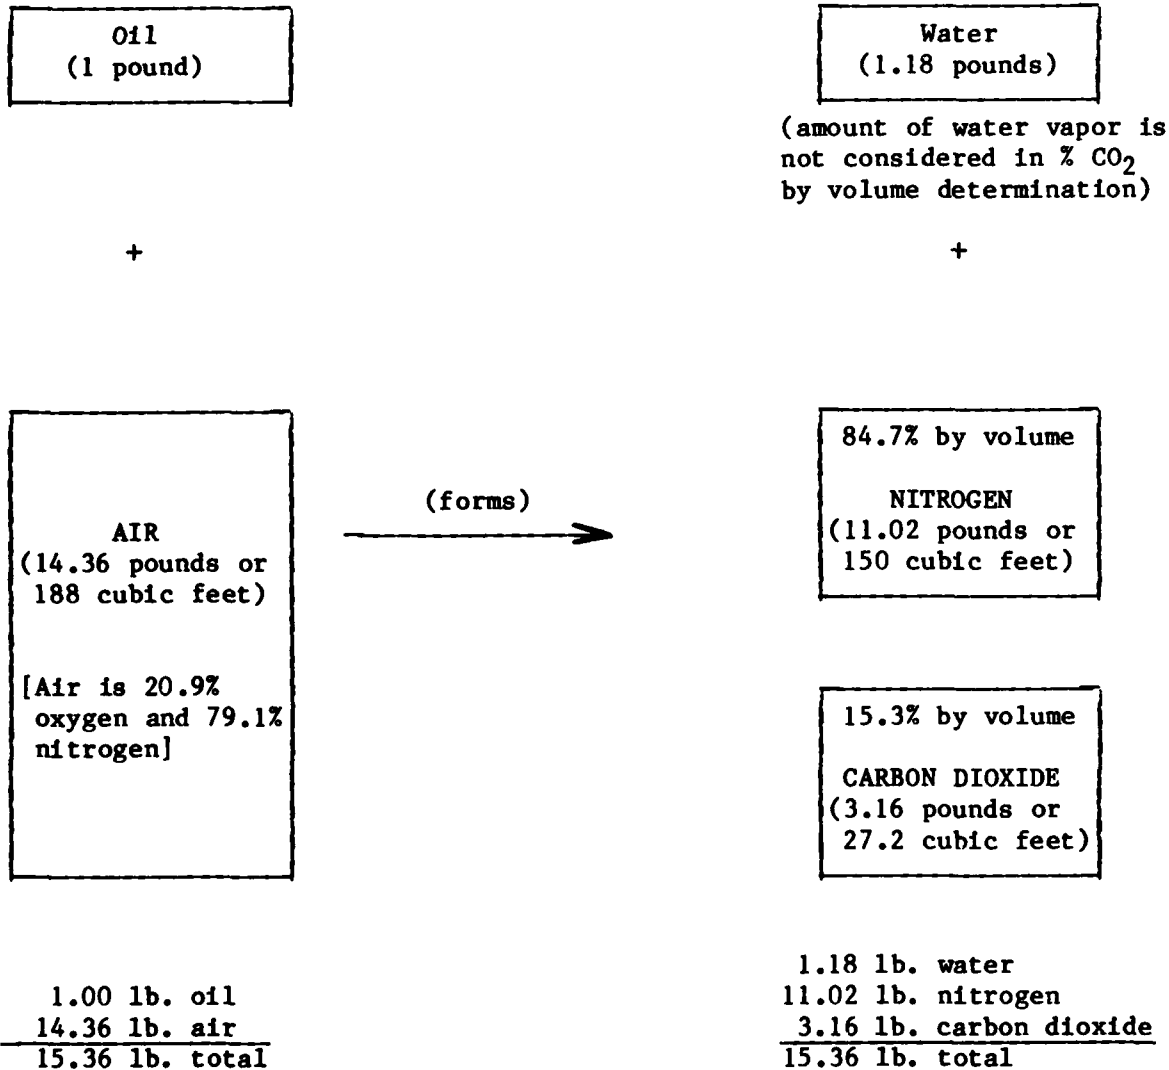 Oil
(1 pound)
+
AIR
(14.36 pounds or
188 cubic feet)
[Air is 20.9%
oxygen and 79.1%
nitrogen]
1.00 lb. oil
14.36 lb. air
15.36 lb. total
(forms)
Water
(1.18 pounds)
(amount of water vapor is
not considered in % CO2
by volume determination)
+
84.7% by volume
NITROGEN
(11.02 pounds or
150 cubic feet)
15.3% by volume
CARBON DIOXIDE
(3.16 pounds or
27.2 cubic feet)
1.18 lb. water
11.02 lb. nitrogen
3.16 lb. carbon dioxide
15.36 lb. total